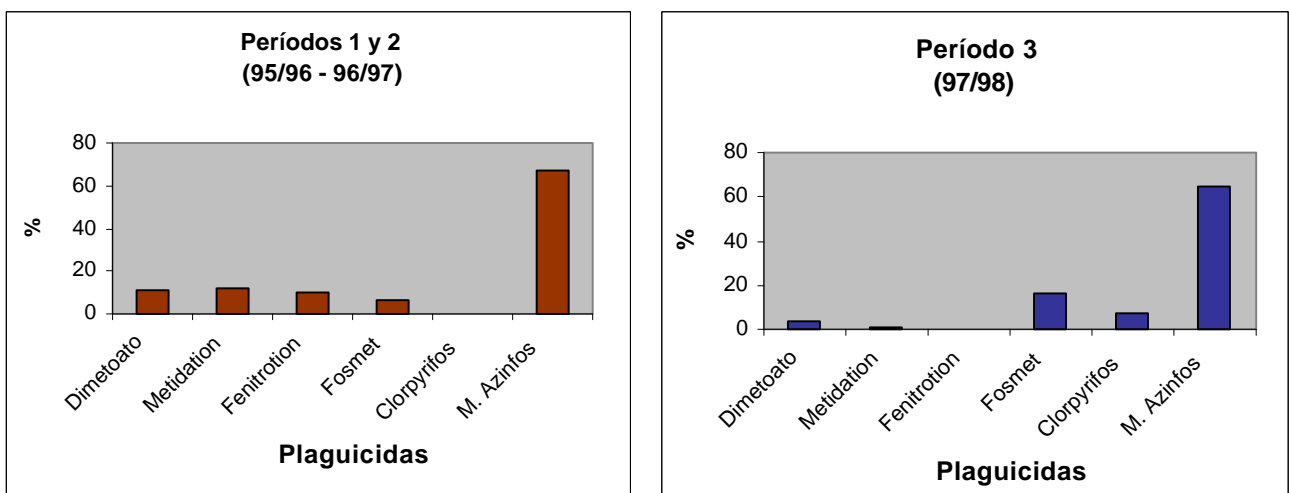 Períodos 1 y 2
(95/96 - 96/97)
80
60
40
20
0
%
Dimetoato
Metidation
Fenitrotion
Fosmet
Clorpyrifos
M. Azinfos
Plaguicidas
Período 3
(97/98)
80
60
40
20
0
%
Dimetoato
Metidation
Fenittrotion
Fosmet
Clorpyrifos
M. Azinfos
Plaguicidas